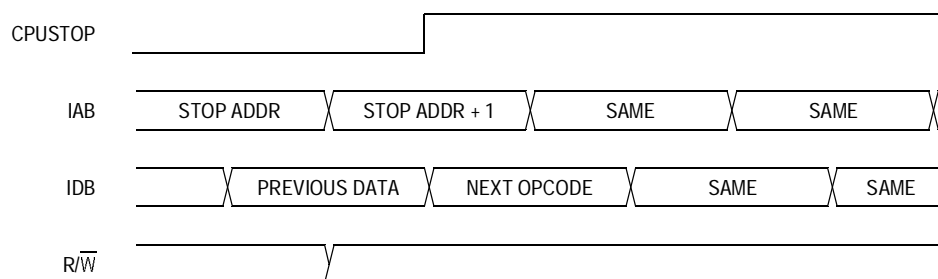 CPUSTOP
IAB STOP ADDR STOP ADDR + 1 SAME SAME
IDB PREVIOUS DATA NEXT OPCODE SAME SAME
R/W̅